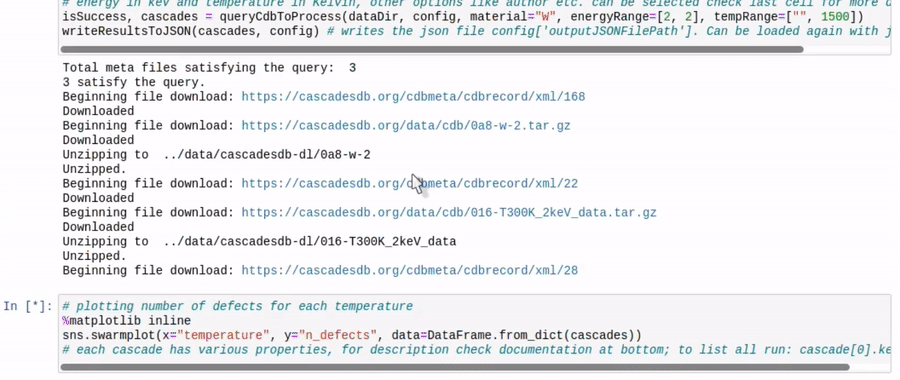 # energy in kev and temperature in Kelvin, other options like author etc. can be selected check last cell for more
isSuccess, cascades = queryCdbToProcess(dataDir, config, material="W", energyRange=[2, 2], tempRange=["", 1500])
writeResultsToJSON(cascades, config) # writes the json file config['outputJSONFilePath']. Can be loaded again with
Total meta files satisfying the query:  3
3 satisfy the query.
Beginning file download: https://cascadesdb.org/cdbmeta/cdbrecord/xml/168
Downloaded
Beginning file download: https://cascadesdb.org/data/cdb/0a8-w-2.tar.gz
Downloaded
Unzipping to  ../data/cascadesdb-dl/0a8-w-2
Unzipped.
Beginning file download: https://cascadesdb.org/cdbmeta/cdbrecord/xml/22
Downloaded
Beginning file download: https://cascadesdb.org/data/cdb/016-T300K_2keV_data.tar.gz
Downloaded
Unzipping to  ../data/cascadesdb-dl/016-T300K_2keV_data
Unzipped.
Beginning file download: https://cascadesdb.org/cdbmeta/cdbrecord/xml/28
In [*]: # plotting number of defects for each temperature
%matplotlib inline
sns.swarmplot(x="temperature", y="n_defects", data=DataFrame.from_dict(cascades))
# each cascade has various properties, for description check documentation at bottom; to list all run: cascade[0].ke